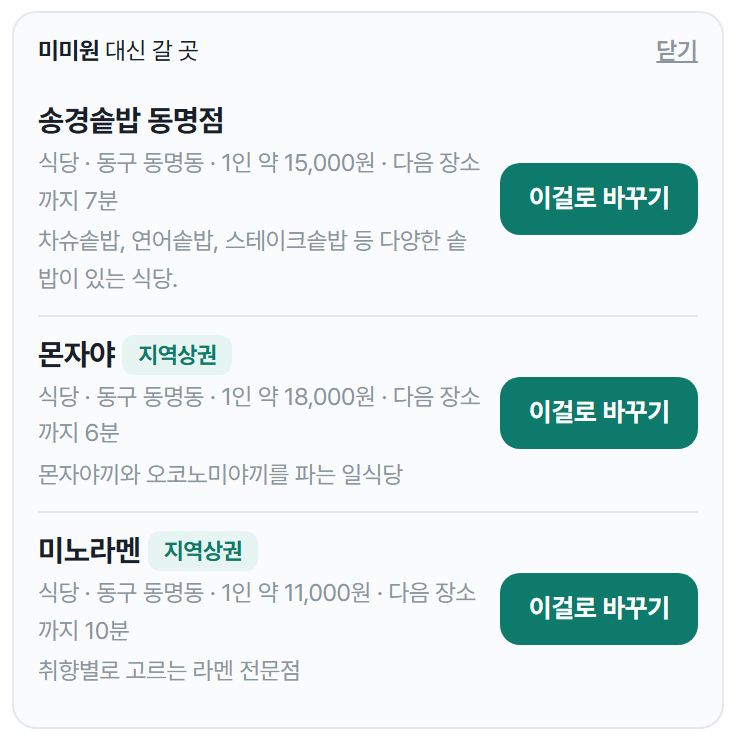 미미원 대신 갈 곳 닫기
송경솥밥 동명점
식당 · 동구 동명동 · 1인 약 15,000원 · 다음 장소
까지 7분
차슈솥밥, 연어솥밥, 스테이크솥밥 등 다양한 솥
밥이 있는 식당.
이걸로 바꾸기
몬자야 지역상권
식당 · 동구 동명동 · 1인 약 18,000원 · 다음 장소
까지 6분
몬자야끼와 오코노미야끼를 파는 일식당
이걸로 바꾸기
미노라멘 지역상권
식당 · 동구 동명동 · 1인 약 11,000원 · 다음 장소
까지 10분
취향별로 고르는 라멘 전문점
이걸로 바꾸기